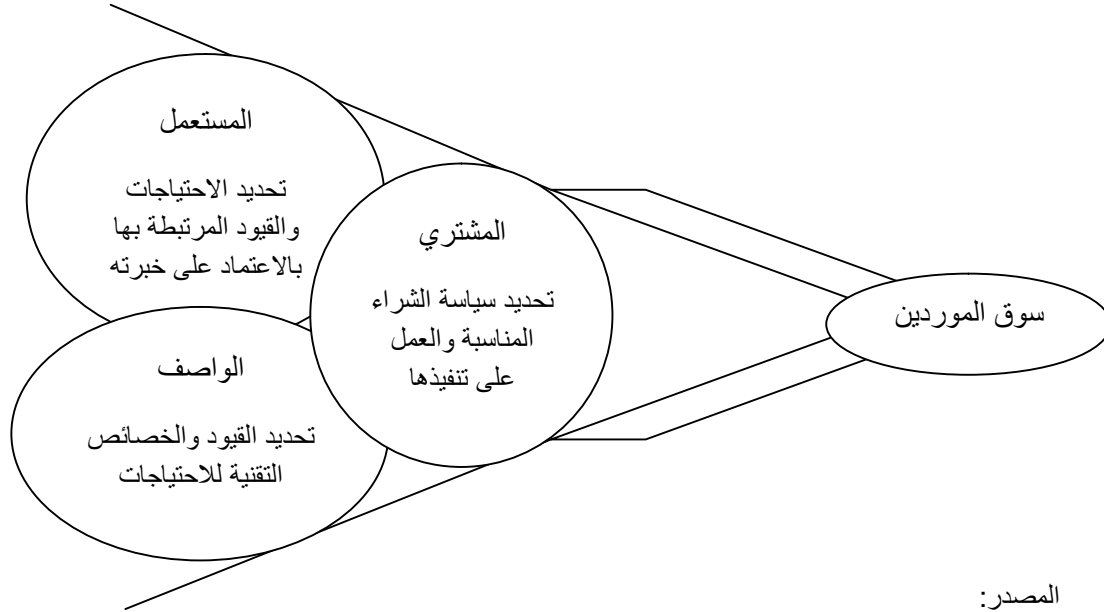 المستعمل
تحديد الاحتياجات
والقيود المرتبطة بها
بالاعتماد على خبرته
المشتري
تحديد سياسة الشراء
المناسبة والعمل
على تنفيذها
سوق الموردين
الواصف
تحديد القيود والخصائص
التقنية للاحتياجات
المصدر: